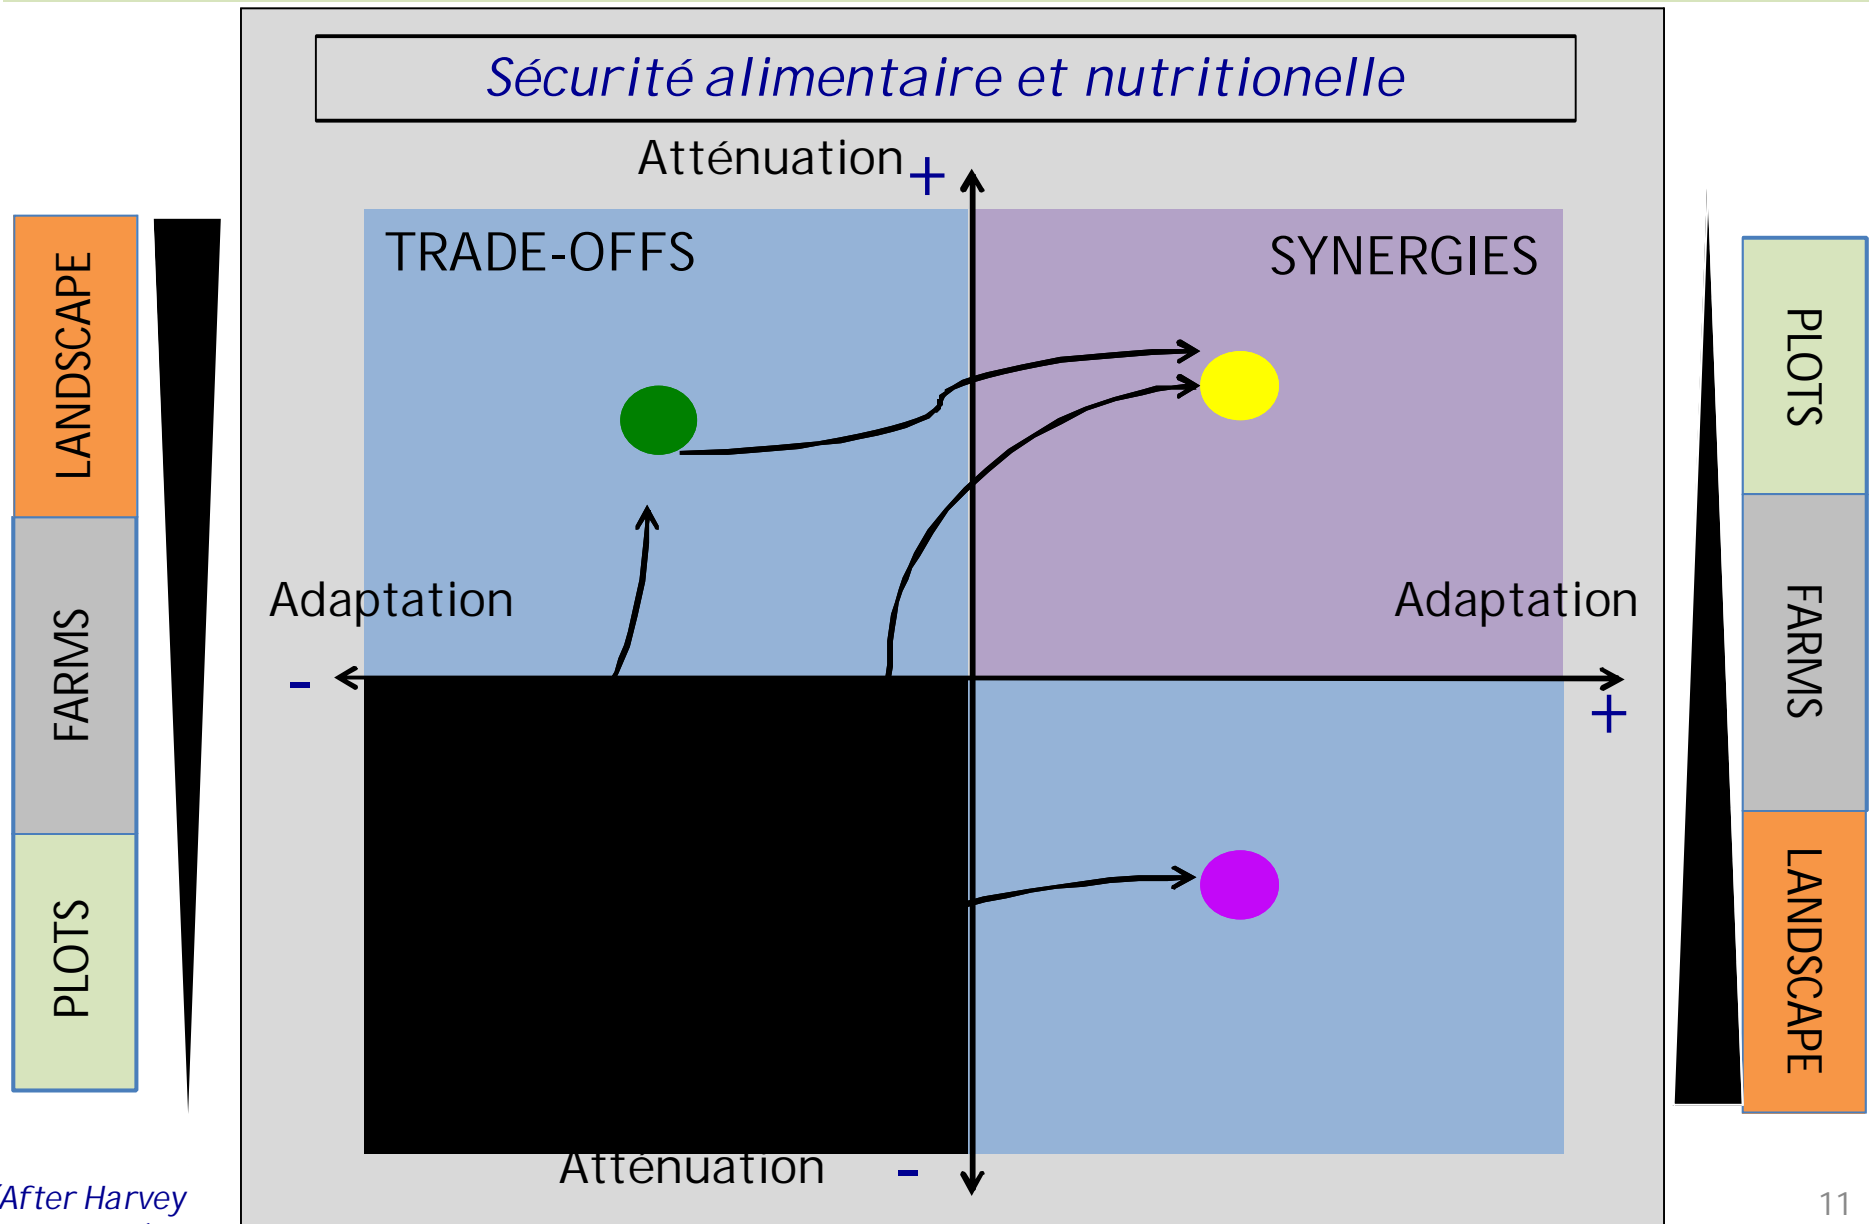 Sécurité alimentaire et nutritionelle
Atténuation +
TRADE-OFFS
SYNERGIES
LANDSCAPE
FARMS
PLOTS
PLOTS
FARMS
LANDSCAPE
Adaptation
Adaptation
-
+
Atténuation -
After Harvey
11